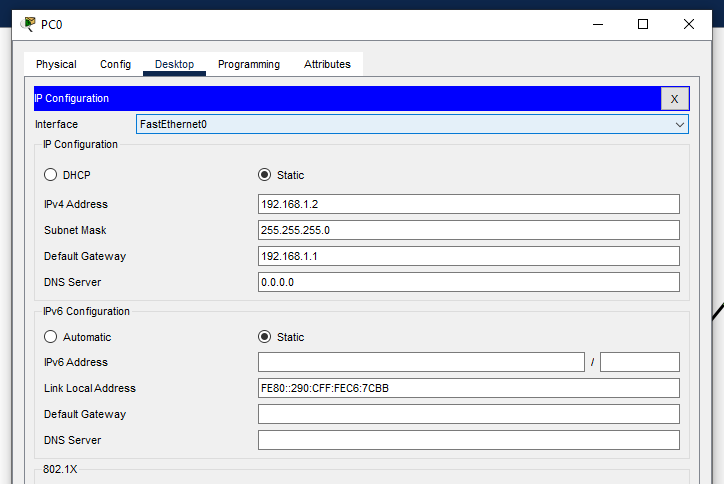 PC0
Physical Config Desktop Programming Attributes
IP Configuration X
Interface FastEthernet0
IP Configuration
DHCP Static
IPv4 Address 192.168.1.2
Subnet Mask 255.255.255.0
Default Gateway 192.168.1.1
DNS Server 0.0.0.0
IPv6 Configuration
Automatic Static
IPv6 Address /
Link Local Address FE80::290:CFF:FEC6:7CBB
Default Gateway
DNS Server
802.1X